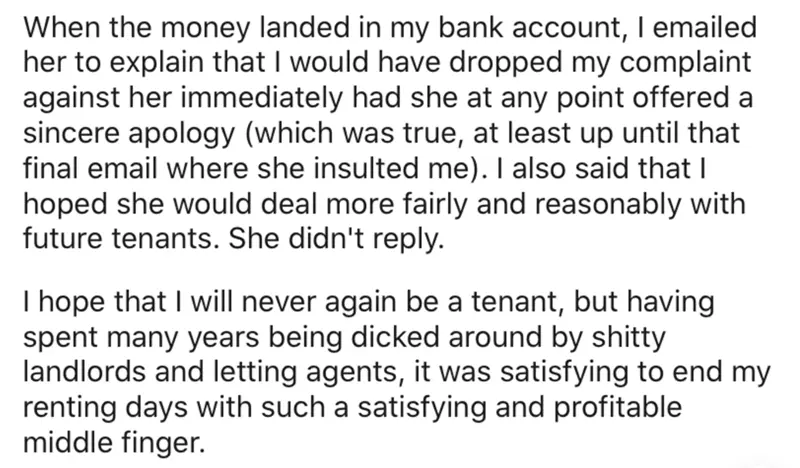 When the money landed in my bank account, I emailed
her to explain that I would have dropped my complaint
against her immediately had she at any point offered a
sincere apology (which was true, at least up until that
final email where she insulted me). I also said that I
hoped she would deal more fairly and reasonably with
future tenants. She didn't reply.
I hope that I will never again be a tenant, but having
spent many years being dicked around by shitty
landlords and letting agents, it was satisfying to end my
renting days with such a satisfying and profitable
middle finger.